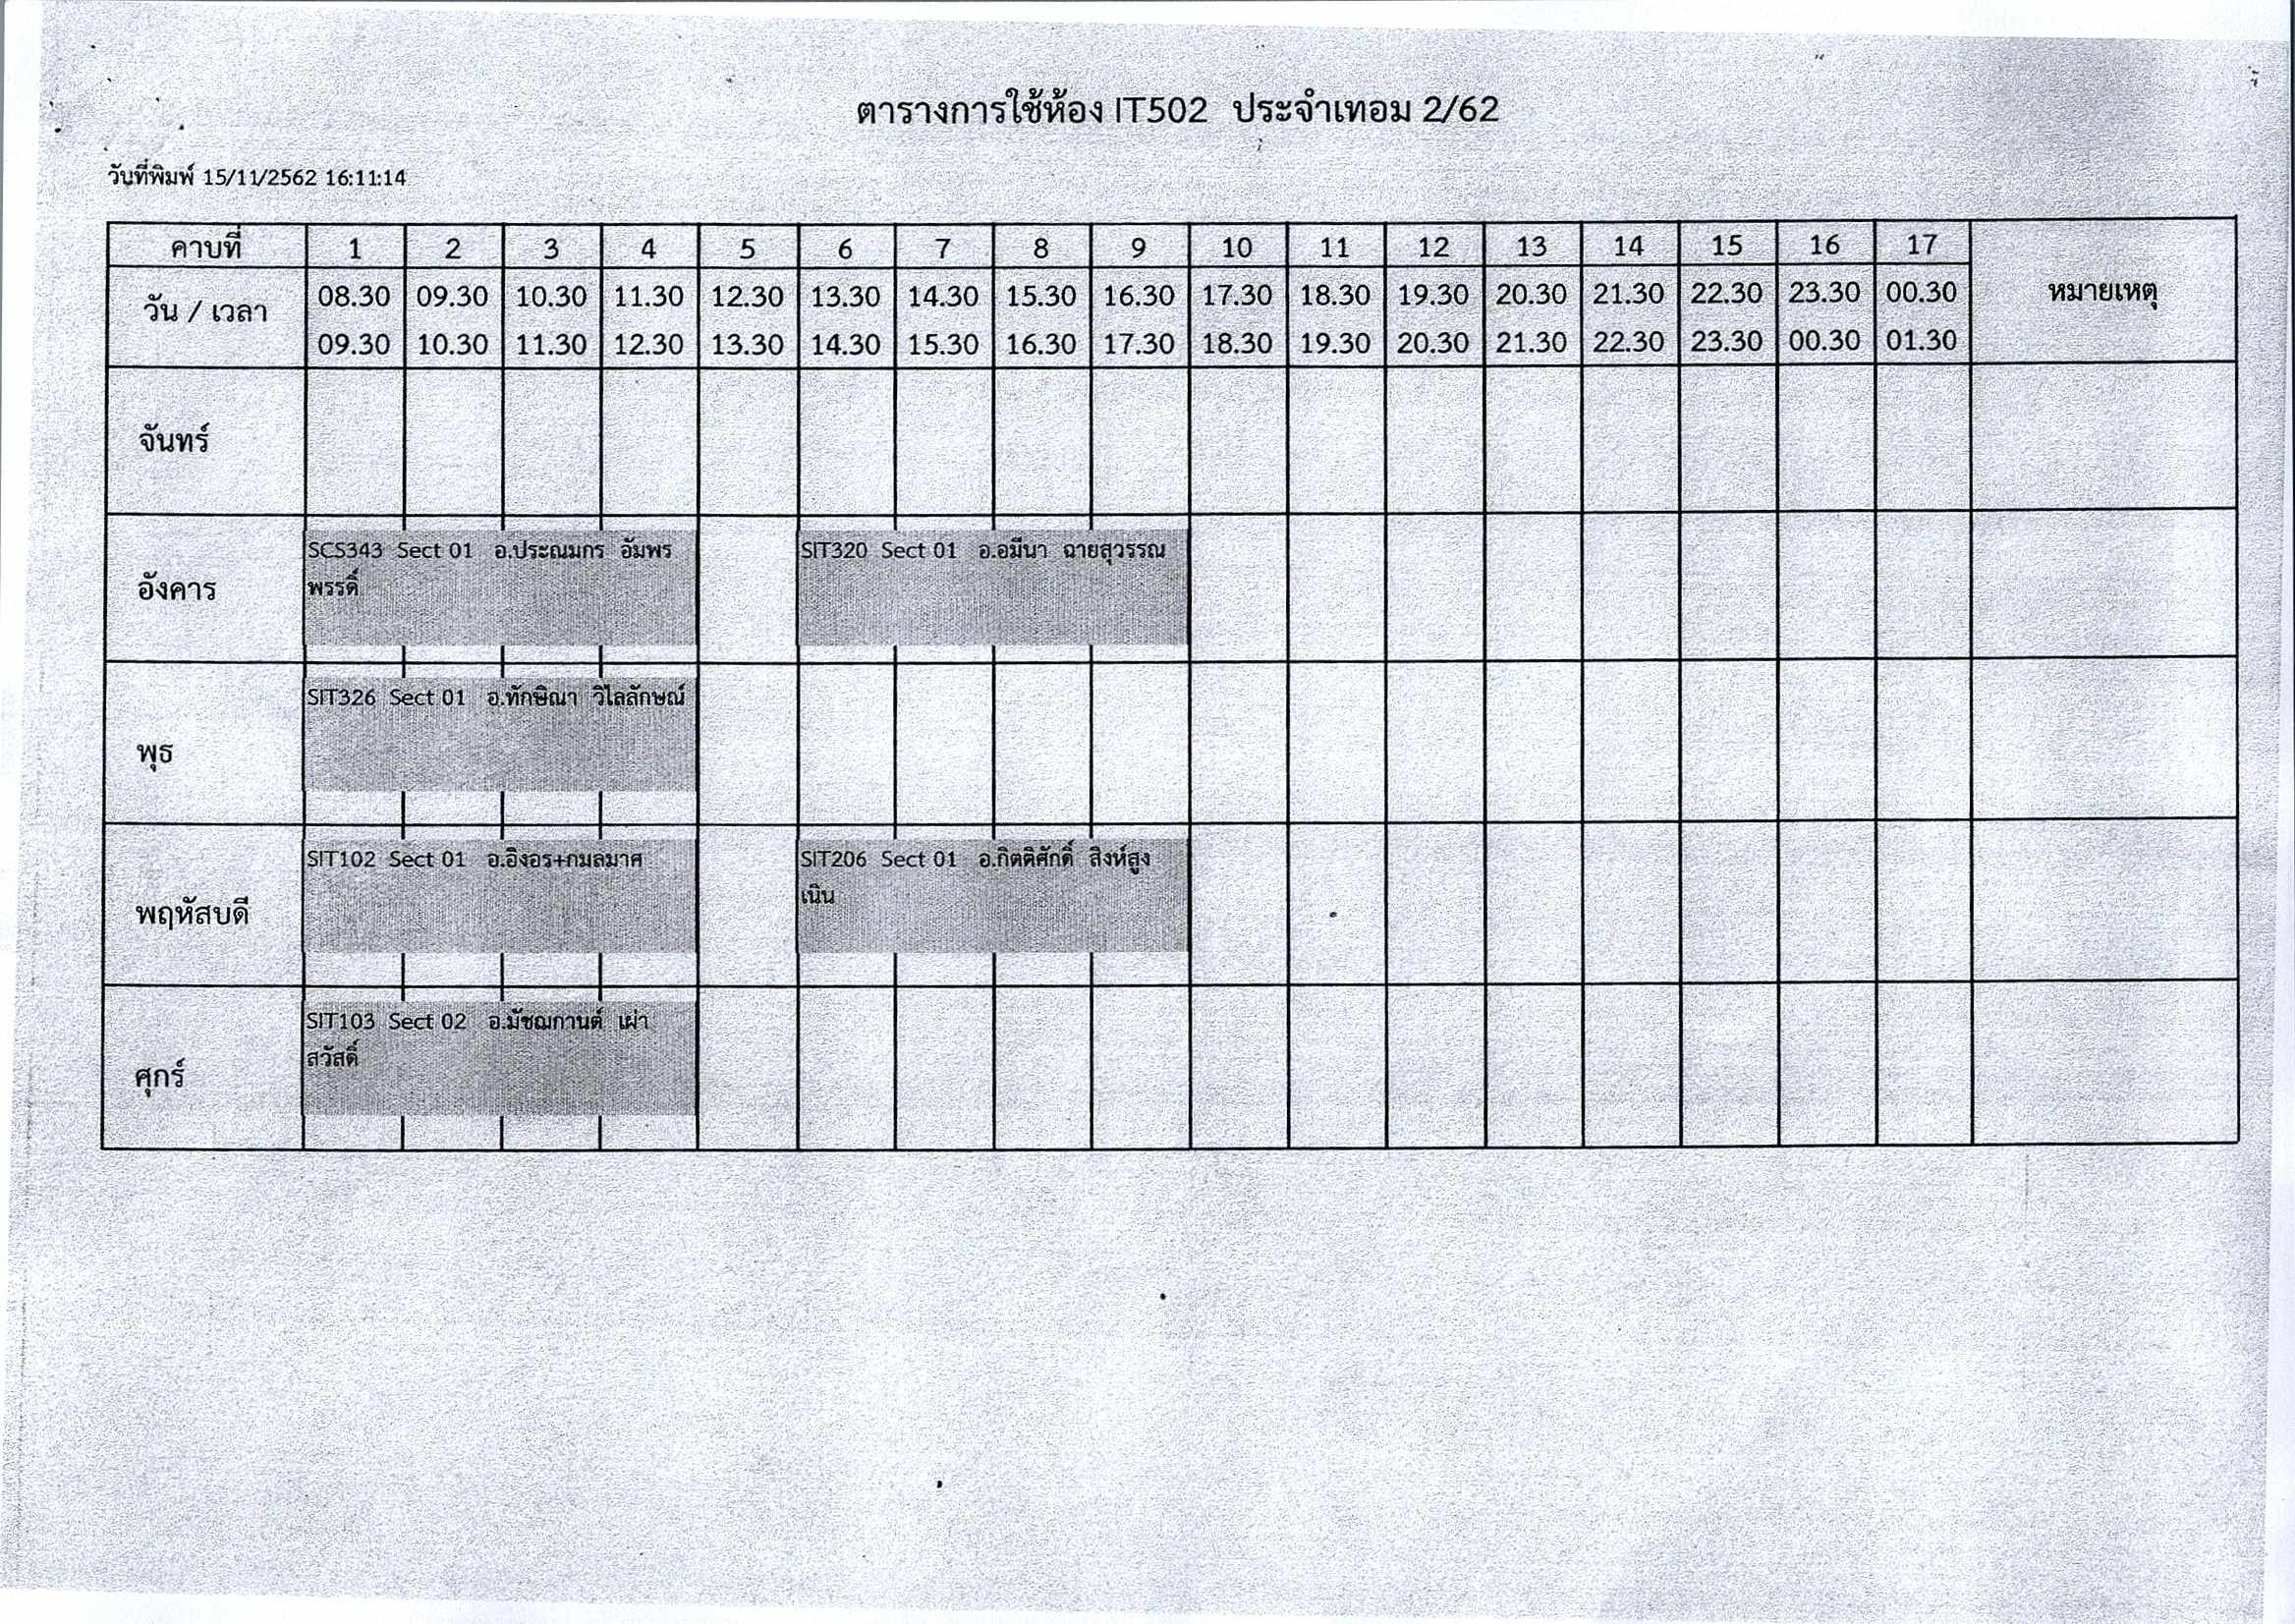 ตารางการใช้ห้อง IT502 ประจำเทอม 2/62
วันที่พิมพ์ 15/11/2562 16:11:14
คาบที่ 1 2 3 4 5 6 7 8 9 10 11 12 13 14 15 16 17
วัน / เวลา หมายเหตุ
08.30 09.30 10.30 11.30 12.30 13.30 14.30 15.30 16.30 17.30 18.30 19.30 20.30 21.30 22.30 23.30 00.30
09.30 10.30 11.30 12.30 13.30 14.30 15.30 16.30 17.30 18.30 19.30 20.30 21.30 22.30 23.30 00.30 01.30
จันทร์
อังคาร
SCS343 Sect 01 อ.ประณมกร อัมพร
พรรดิ์
SIT320 Sect 01 อ.อมีนา ฉายสุวรรณ
พุธ
SIT326 Sect 01 อ.ทักษิณา วิไลลักษณ์
พฤหัสบดี
SIT102 Sect 01 อ.อิงอร+กมลมาศ
SIT206 Sect 01 อ.กิตติศักดิ์ สิงห์สูง
เนิน
ศุกร์
SIT103 Sect 02 อ.มัชฌกานต์ เผ่า
สวัสดิ์